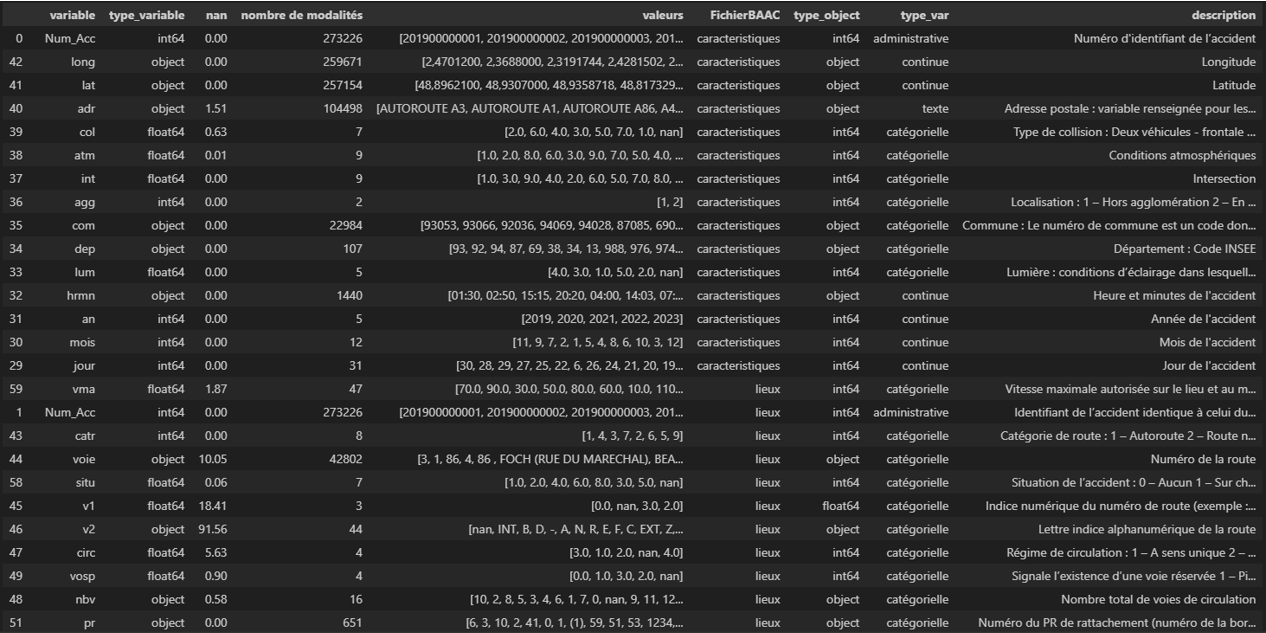 variable type_variable nan nombre de modalités valeurs FichierBAAC type_object type_var description
0 Num_Acc int64 0.00 273226 [201900000001, 201900000002, 201900000003, 201... caracteristiques int64 administrative Numéro d'identifiant de l'accident
42 long object 0.00 259671 [2,4701200, 2,3688000, 2,3191744, 2,4281502, 2... caracteristiques object continue Longitude
41 lat object 0.00 257154 [48,8962100, 48,9307000, 48,9358718, 48,817329... caracteristiques object continue Latitude
40 adr object 1.51 104498 [AUTOROUTE A3, AUTOROUTE A1, AUTOROUTE A86, A4... caracteristiques object texte Adresse postale : variable renseignée pour les...
39 col float64 0.63 7 [2.0, 6.0, 4.0, 3.0, 5.0, 7.0, 1.0, nan] caracteristiques int64 catégorielle Type de collision : Deux véhicules - frontale ...
38 atm float64 0.01 9 [1.0, 2.0, 8.0, 6.0, 3.0, 9.0, 7.0, 5.0, 4.0, ... caracteristiques int64 catégorielle Conditions atmosphériques
37 int float64 0.00 9 [1.0, 3.0, 9.0, 4.0, 2.0, 6.0, 5.0, 7.0, 8.0, ... caracteristiques int64 catégorielle Intersection
36 agg int64 0.00 2 [1, 2] caracteristiques int64 catégorielle Localisation : 1 – Hors agglomération 2 – En ...
35 com object 0.00 22984 [93053, 93066, 92036, 94069, 94028, 87085, 690... caracteristiques object catégorielle Commune : Le numéro de commune est un code don...
34 dep object 0.00 107 [93, 92, 94, 87, 69, 38, 34, 13, 988, 976, 974... caracteristiques object catégorielle Département : Code INSEE
33 lum float64 0.00 5 [4.0, 3.0, 1.0, 5.0, 2.0, nan] caracteristiques int64 catégorielle Lumière : conditions d'éclairage dans lesquell...
32 hrmn object 0.00 1440 [01:30, 02:50, 15:15, 20:20, 04:00, 14:03, 07:... caracteristiques object continue Heure et minutes de l'accident
31 an int64 0.00 5 [2019, 2020, 2021, 2022, 2023] caracteristiques int64 continue Année de l'accident
30 mois int64 0.00 12 [11, 9, 7, 2, 1, 5, 4, 8, 6, 10, 3, 12] caracteristiques int64 continue Mois de l'accident
29 jour int64 0.00 31 [30, 28, 29, 27, 25, 22, 6, 26, 24, 21, 20, 19... caracteristiques int64 continue Jour de l'accident
59 vma float64 1.87 47 [70.0, 90.0, 30.0, 50.0, 80.0, 60.0, 10.0, 110... lieux int64 catégorielle Vitesse maximale autorisée sur le lieu et au m...
1 Num_Acc int64 0.00 273226 [201900000001, 201900000002, 201900000003, 201... lieux int64 administrative Identifiant de l'accident identique à celui du...
43 catr int64 0.00 8 [1, 4, 3, 7, 2, 6, 5, 9] lieux int64 catégorielle Catégorie de route : 1 – Autoroute 2 – Route n...
44 voie object 10.05 42802 [3, 1, 86, 4, 86 , FOCH (RUE DU MARECHAL), BEA... lieux object catégorielle Numéro de la route
58 situ float64 0.06 7 [1.0, 2.0, 4.0, 6.0, 8.0, 3.0, 5.0, nan] lieux int64 catégorielle Situation de l'accident : 0 – Aucun 1 – Sur ch...
45 v1 float64 18.41 3 [0.0, nan, 3.0, 2.0] lieux float64 catégorielle Indice numérique du numéro de route (exemple :...
46 v2 object 91.56 44 [nan, INT, B, D, -, A, N, R, E, F, C, EXT, Z,... lieux object catégorielle Lettre indice alphanumérique de la route
47 circ float64 5.63 4 [3.0, 1.0, 2.0, nan, 4.0] lieux int64 catégorielle Régime de circulation : 1 – A sens unique 2 – ...
49 vosp float64 0.90 4 [0.0, 1.0, 3.0, 2.0, nan] lieux int64 catégorielle Signale l'existence d'une voie réservée 1 – Pi...
48 nbv object 0.58 16 [10, 2, 8, 5, 3, 4, 6, 1, 7, 0, nan, 9, 11, 12... lieux object catégorielle Nombre total de voies de circulation
51 pr object 0.00 651 [6, 3, 10, 2, 41, 0, 1, (1), 59, 51, 53, 1234,... lieux object catégorielle Numéro du PR de rattachement (numéro de la bor...